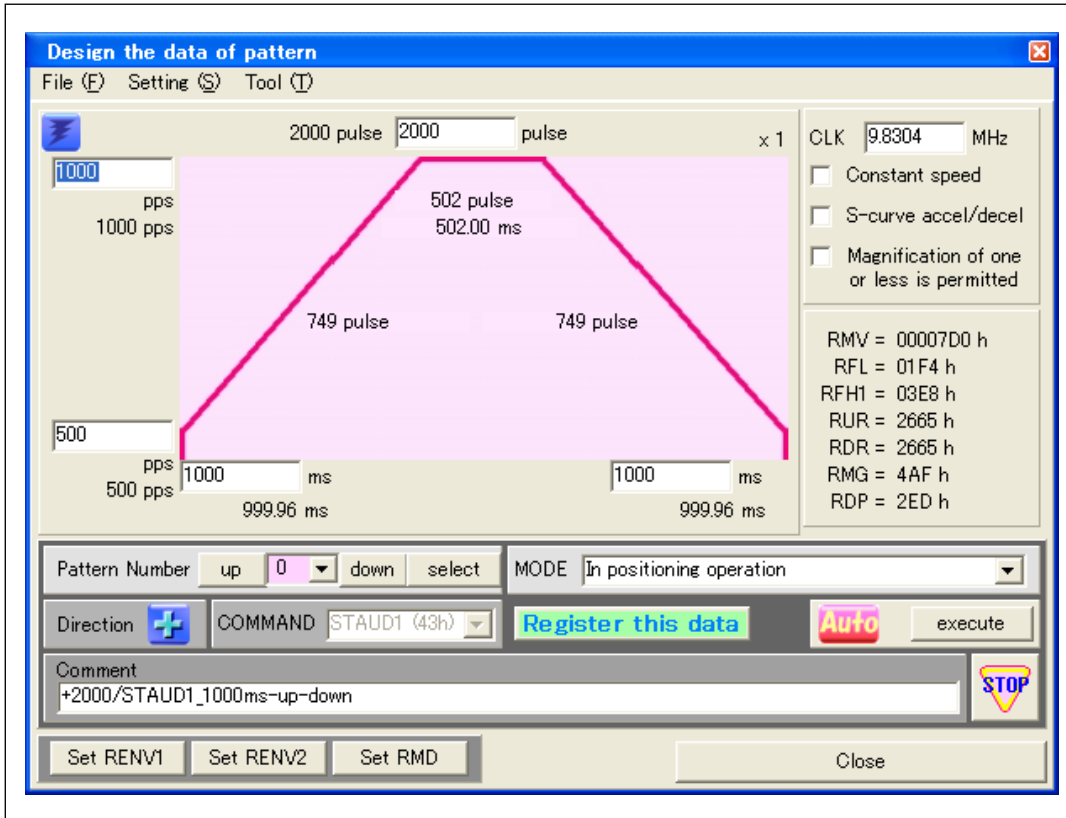 Design the data of pattern
File (F) Setting (S) Tool (T)
2000 pulse 2000 pulse x 1
1000
pps
1000 pps
502 pulse
502.00 ms
749 pulse 749 pulse
500
pps
500 pps
1000 ms 1000 ms
999.96 ms 999.96 ms
CLK 9.8304 MHz
Constant speed
S-curve accel/decel
Magnification of one
or less is permitted
RMV = 00007D0 h
RFL = 01F4 h
RFH1 = 03E8 h
RUR = 2665 h
RDR = 2665 h
RMG = 4AF h
RDP = 2ED h
Pattern Number up 0 down select MODE In positioning operation
Direction COMMAND STAUD1 (43h) Register this data Auto execute
Comment
+2000/STAUD1_1000ms-up-down
STOP
Set RENV1 Set RENV2 Set RMD Close